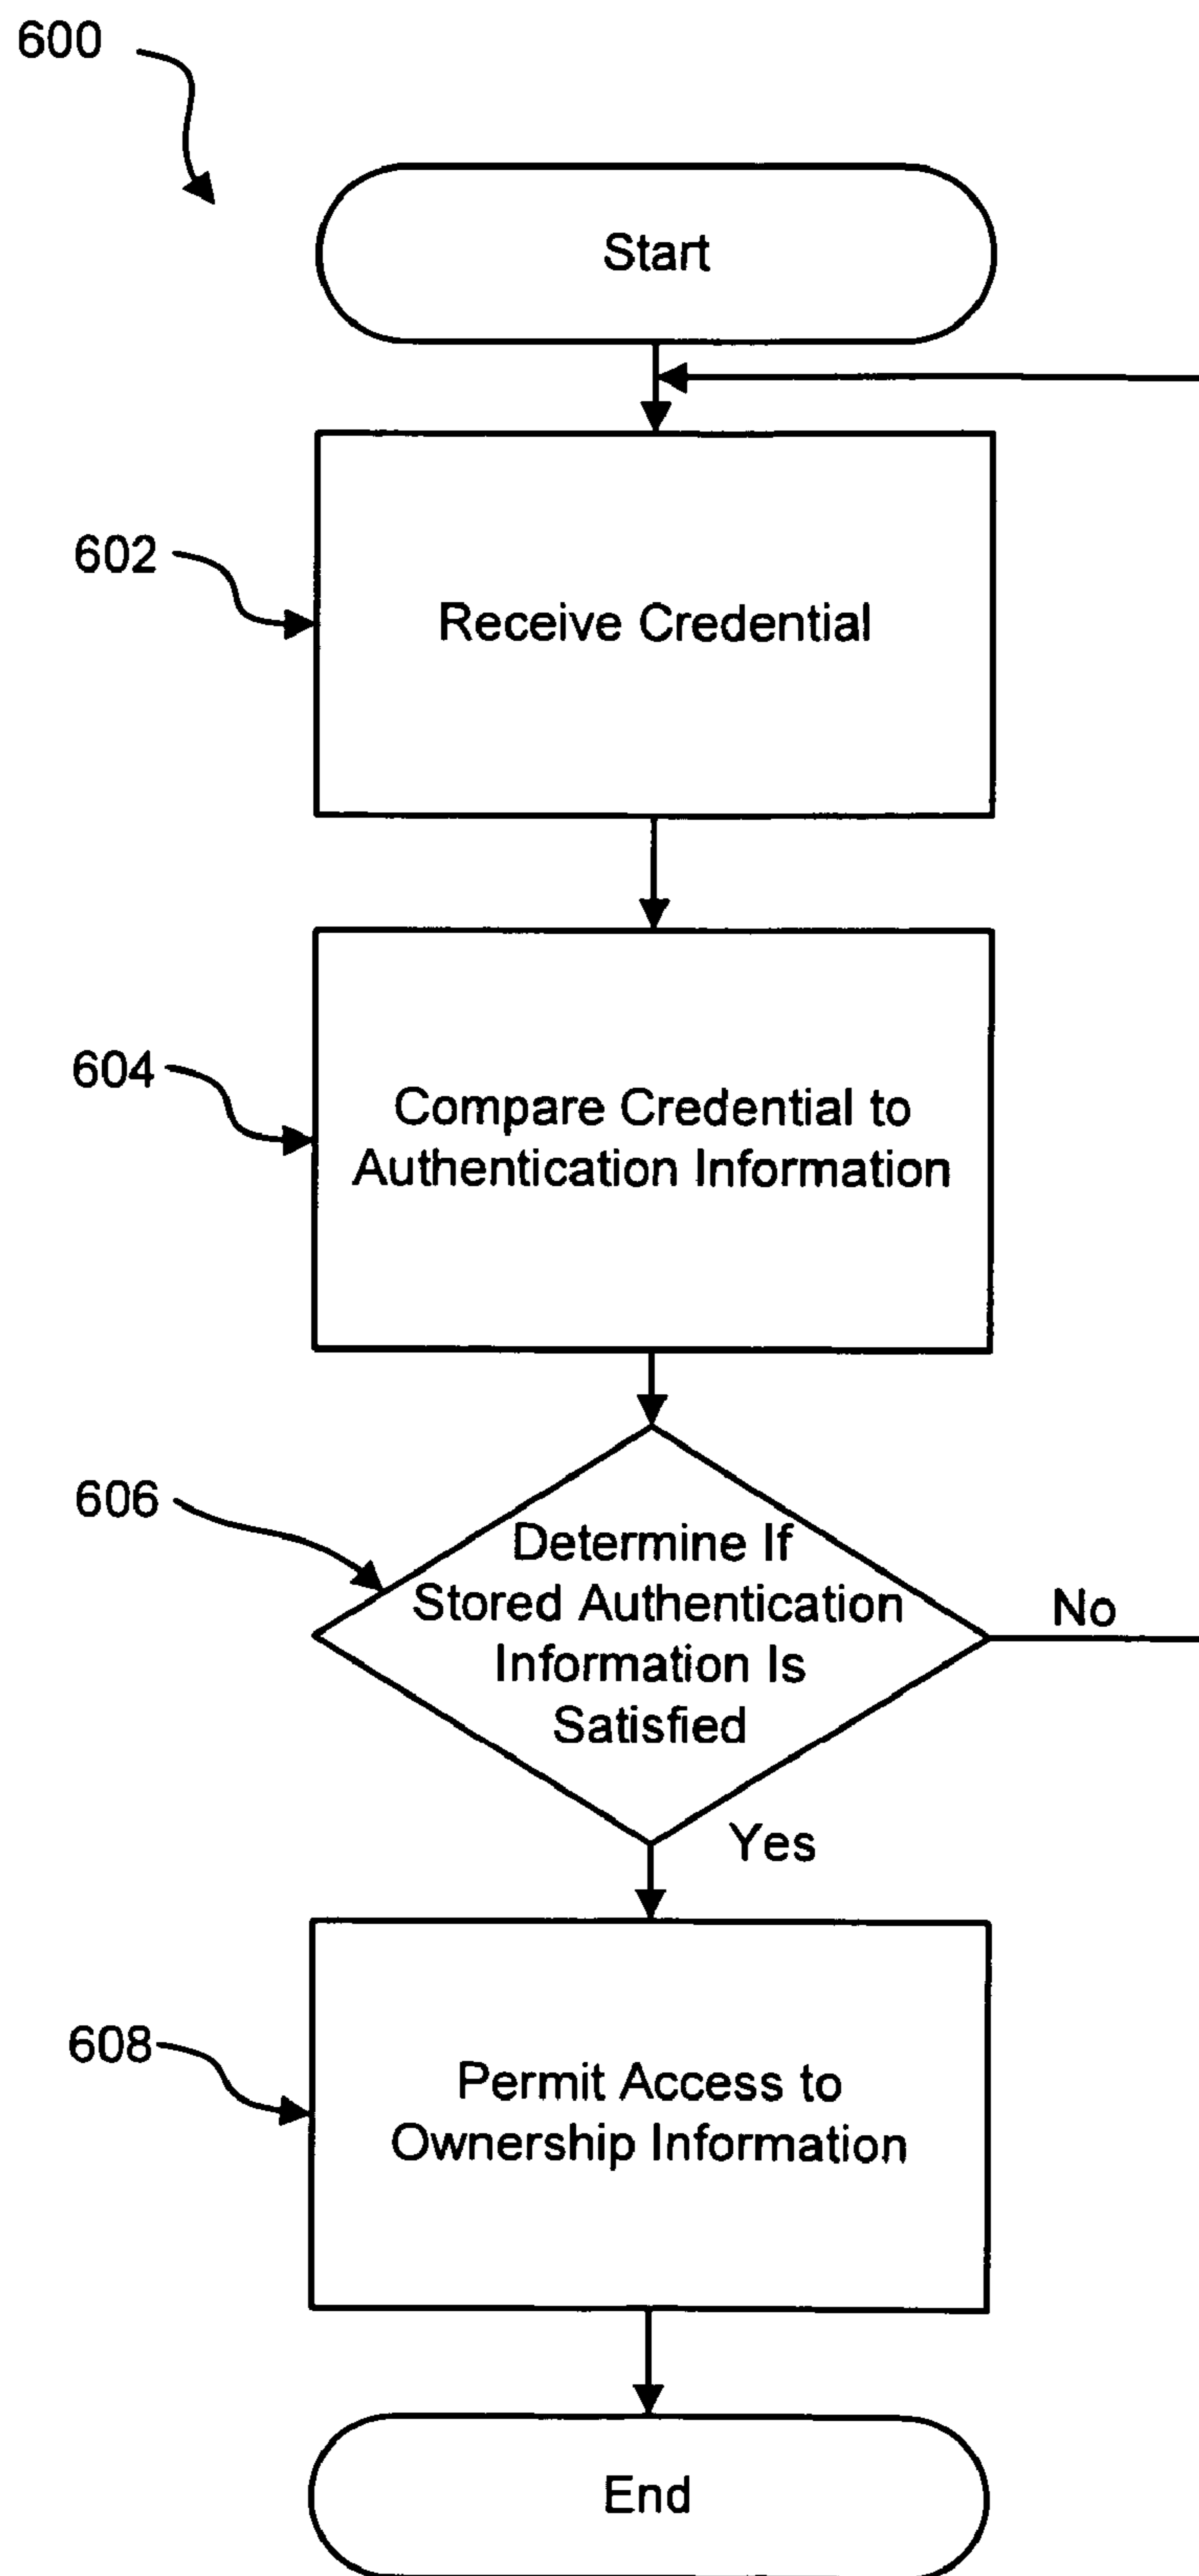 600
Start
602
Receive Credential
604
Compare Credential to
Authentication Information
606
Determine If
Stored Authentication
Information Is
Satisfied
No
Yes
608
Permit Access to
Ownership Information
End